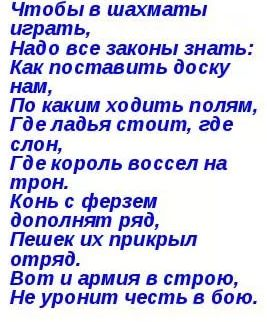 Чтобы в шахматы
играть,
Надо все законы знать:
Как поставить доску
нам,
По каким ходить полям,
Где ладья стоит, где
слон,
Где король воссел на
трон.
Конь с ферзем
дополнят ряд,
Пешек их прикрыл
отряд.
Вот и армия в строю,
Не уронит честь в бою.